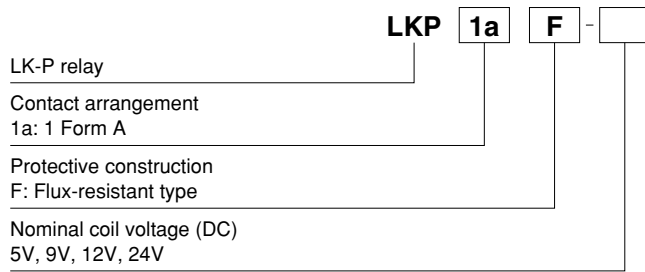 LKP 1a F -
LK-P relay
Contact arrangement
1a: 1 Form A
Protective construction
F: Flux-resistant type
Nominal coil voltage (DC)
5V, 9V, 12V, 24V